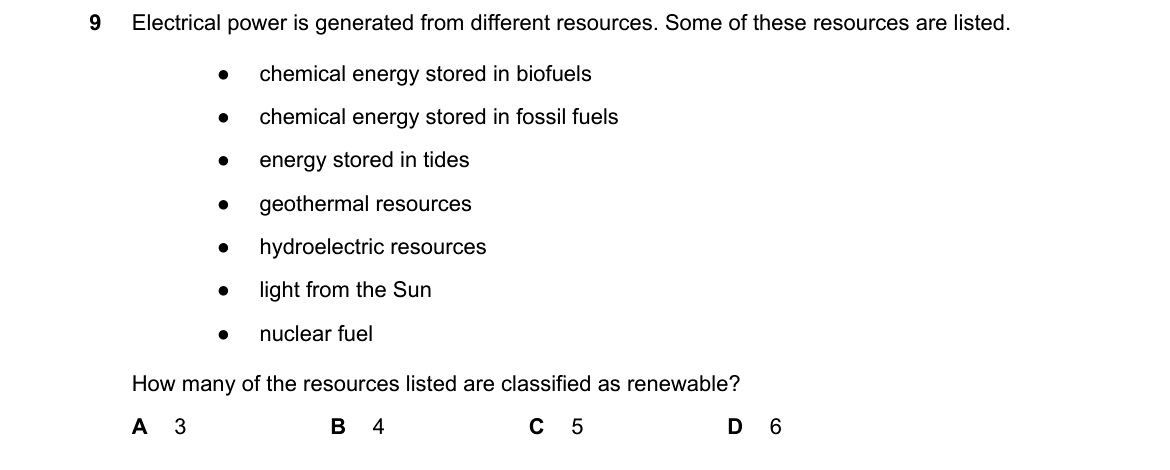 9 Electrical power is generated from different resources. Some of these resources are listed.
● chemical energy stored in biofuels
● chemical energy stored in fossil fuels
● energy stored in tides
● geothermal resources
● hydroelectric resources
● light from the Sun
● nuclear fuel
How many of the resources listed are classified as renewable?
A 3 B 4 C 5 D 6